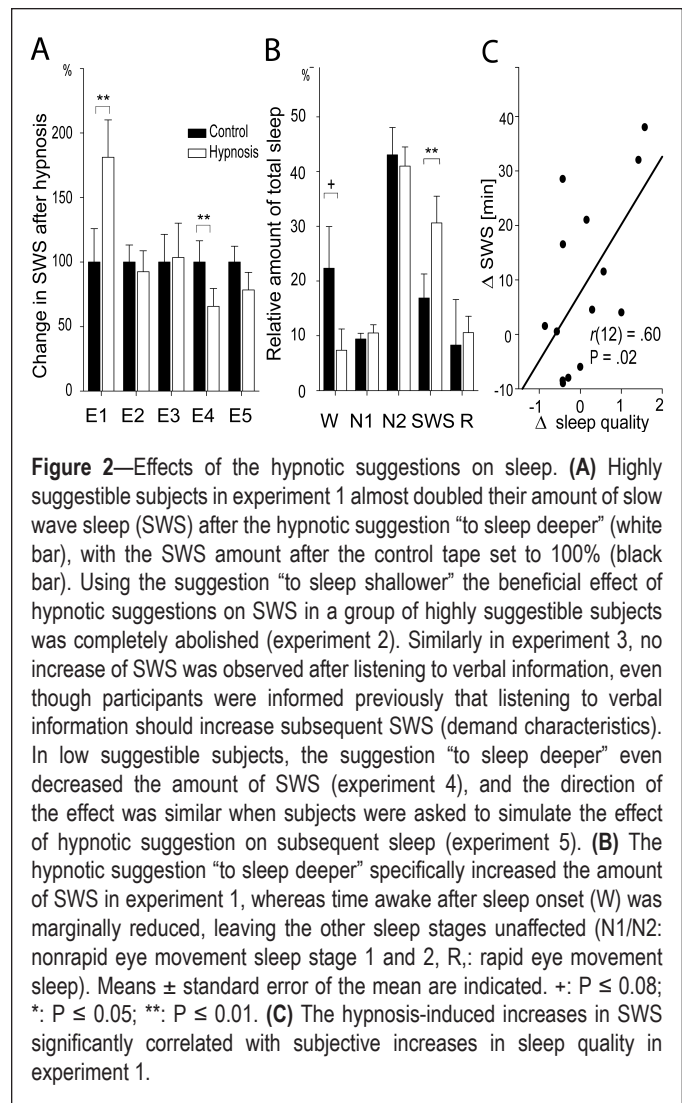 A
B
C
%
%
**
Control
Hypnosis
**
200
150
100
50
0
Change in SWS after hypnosis
E1 E2 E3 E4 E5
+
**
50
40
30
20
10
0
Relative amount of total sleep
W N1 N2 SWS R
40
30
20
10
0
-10
Δ SWS [min]
r(12) = .60
P = .02
-1 0 1 2
Δ sleep quality
Figure 2—Effects of the hypnotic suggestions on sleep. (A) Highly
suggestible subjects in experiment 1 almost doubled their amount of slow
wave sleep (SWS) after the hypnotic suggestion “to sleep deeper” (white
bar), with the SWS amount after the control tape set to 100% (black
bar). Using the suggestion “to sleep shallower” the beneficial effect of
hypnotic suggestions on SWS in a group of highly suggestible subjects
was completely abolished (experiment 2). Similarly in experiment 3, no
increase of SWS was observed after listening to verbal information, even
though participants were informed previously that listening to verbal
information should increase subsequent SWS (demand characteristics).
In low suggestible subjects, the suggestion “to sleep deeper” even
decreased the amount of SWS (experiment 4), and the direction of
the effect was similar when subjects were asked to simulate the effect
of hypnotic suggestion on subsequent sleep (experiment 5). (B) The
hypnotic suggestion “to sleep deeper” specifically increased the amount
of SWS in experiment 1, whereas time awake after sleep onset (W) was
marginally reduced, leaving the other sleep stages unaffected (N1/N2:
nonrapid eye movement sleep stage 1 and 2, R,: rapid eye movement
sleep). Means ± standard error of the mean are indicated. +: P ≤ 0.08;
*: P ≤ 0.05; **: P ≤ 0.01. (C) The hypnosis-induced increases in SWS
significantly correlated with subjective increases in sleep quality in
experiment 1.